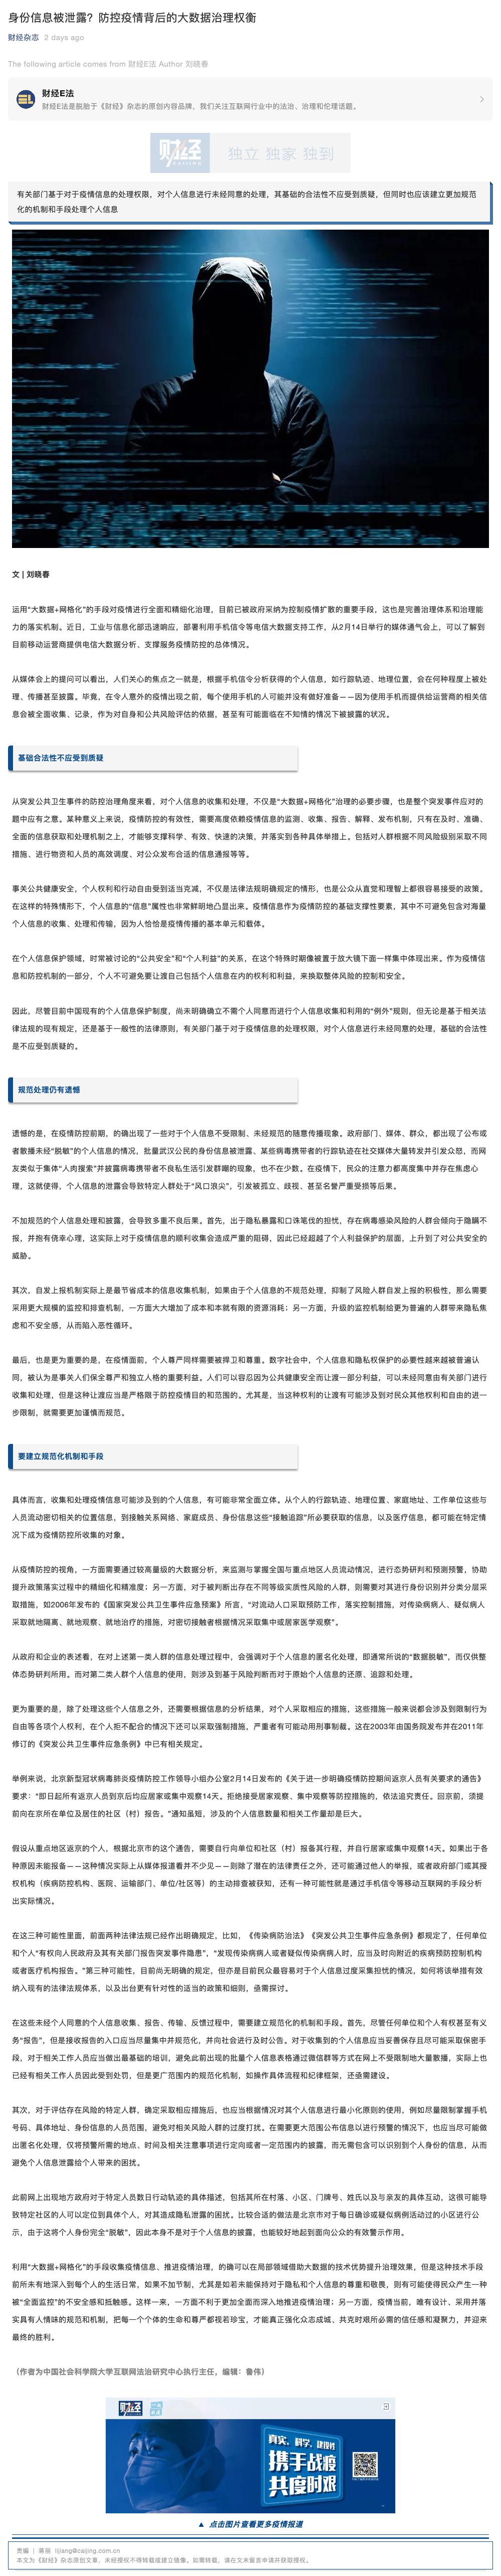 身份信息被泄露？防控疫情背后的大数据治理权衡
财经杂志 2 days ago
The following article comes from 财经E法 Author 刘晓春
财经E法
财经E法是脱胎于《财经》杂志的原创内容品牌，我们关注互联网行业中的法治、治理和伦理话题。
财经 独立 独家 独到
CAIJING
有关部门基于对于疫情信息的处理权限，对个人信息进行未经同意的处理，其基础的合法性不应受到质疑，但同时也应该建立更加规范
化的机制和手段处理个人信息
文 | 刘晓春
运用“大数据+网格化”的手段对疫情进行全面和精细化治理，目前已被政府采纳为控制疫情扩散的重要手段，这也是完善治理体系和治理能
力的落实机制。近日，工业与信息化部迅速响应，部署利用手机信令等电信大数据支持工作，从2月14日举行的媒体通气会上，可以了解到
目前移动运营商提供电信大数据分析、支撑服务疫情防控的总体情况。
从媒体会上的提问可以看出，人们关心的焦点之一就是，根据手机信令分析获得的个人信息，如行踪轨迹、地理位置，会在何种程度上被处
理、传播甚至披露。毕竟，在令人意外的疫情出现之前，每个使用手机的人可能并没有做好准备——因为使用手机而提供给运营商的相关信
息会被全面收集、记录，作为对自身和公共风险评估的依据，甚至有可能面临在不知情的情况下被披露的状况。
基础合法性不应受到质疑
从突发公共卫生事件的防控治理角度来看，对个人信息的收集和处理，不仅是“大数据+网格化”治理的必要步骤，也是整个突发事件应对的
题中应有之意。某种意义上来说，疫情防控的有效性，需要高度依赖疫情信息的监测、收集、报告、解释、发布机制，只有在及时、准确、
全面的信息获取和处理机制之上，才能够支撑科学、有效、快速的决策，并落实到各种具体举措上。包括对人群根据不同风险级别采取不同
措施、进行物资和人员的高效调度、对公众发布合适的信息通报等等。
事关公共健康安全，个人权利和行动自由受到适当克减，不仅是法律法规明确规定的情形，也是公众从直觉和理智上都很容易接受的政策。
在这样的特殊情形下，个人信息的“信息”属性也非常鲜明地凸显出来。疫情信息作为疫情防控的基础支撑性要素，其中不可避免包含对海量
个人信息的收集、处理和传输，因为人恰恰是疫情传播的基本单元和载体。
在个人信息保护领域，时常被讨论的“公共安全”和“个人利益”的关系，在这个特殊时期像被置于放大镜下面一样集中体现出来。作为疫情信
息和防控机制的一部分，个人不可避免要让渡自己包括个人信息在内的权利和利益，来换取整体风险的控制和安全。
因此，尽管目前中国现有的个人信息保护制度，尚未明确确立不需个人同意而进行个人信息收集和利用的“例外”规则，但无论是基于相关法
律法规的现有规定，还是基于一般性的法律原则，有关部门基于对于疫情信息的处理权限，对个人信息进行未经同意的处理，基础的合法性
是不应受到质疑的。
规范处理仍有遗憾
遗憾的是，在疫情防控前期，的确出现了一些对于个人信息不受限制、未经规范的随意传播现象。政府部门、媒体、群众，都出现了公布或
者散播未经“脱敏”的个人信息的情况，批量武汉公民的身份信息被泄露、某些病毒携带者的行踪轨迹在社交媒体大量转发并引发众怒，而网
友类似于集体“人肉搜索”并披露病毒携带者不良私生活引发群嘲的现象，也不在少数。在疫情下，民众的注意力都高度集中并存在焦虑心
理，这就使得，个人信息的泄露会导致特定人群处于“风口浪尖”，引发被孤立、歧视、甚至名誉严重受损等后果。
不加规范的个人信息处理和披露，会导致多重不良后果。首先，出于隐私暴露和口诛笔伐的担忧，存在病毒感染风险的人群会倾向于隐瞒不
报，并抱有侥幸心理，这实际上对于疫情信息的顺利收集会造成严重的阻碍，因此已经超越了个人利益保护的层面，上升到了对公共安全的
威胁。
其次，自发上报机制实际上是最节省成本的信息收集机制，如果由于个人信息的不规范处理，抑制了风险人群自发上报的积极性，那么需要
采用更大规模的监控和排查机制，一方面大大增加了成本和本就有限的资源消耗；另一方面，升级的监控机制给更为普遍的人群带来隐私焦
虑和不安全感，从而陷入恶性循环。
最后，也是更为重要的是，在疫情面前，个人尊严同样需要被捍卫和尊重。数字社会中，个人信息和隐私权保护的必要性越来越被普遍认
同，被认为是事关人们保全尊严和独立人格的重要利益。人们可以容忍因为公共健康安全而让渡一部分利益，可以未经同意由有关部门进行
收集和处理，但是这种让渡应当是严格限于防控疫情目的和范围的。尤其是，当这种权利的让渡有可能涉及到对民众其他权利和自由的进一
步限制，就需要更加谨慎而规范。
要建立规范化机制和手段
具体而言，收集和处理疫情信息可能涉及到的个人信息，有可能非常全面立体。从个人的行踪轨迹、地理位置、家庭地址、工作单位这些与
人员流动密切相关的位置信息，到接触关系网络、家庭成员、身份信息这些“接触追踪”所必要获取的信息，以及医疗信息，都可能在特定情
况下成为疫情防控所收集的对象。
从疫情防控的视角，一方面需要通过较高量级的大数据分析，来监测与掌握全国与重点地区人员流动情况，进行态势研判和预测预警，协助
提升政策落实过程中的精细化和精准度；另一方面，对于被判断出存在不同等级实质性风险的人群，则需要对其进行身份识别并分类分层采
取措施，如2006年发布的《国家突发公共卫生事件应急预案》所言，“对流动人口采取预防工作，落实控制措施，对传染病病人、疑似病人
采取就地隔离、就地观察、就地治疗的措施，对密切接触者根据情况采取集中或居家医学观察”。
从政府和企业的表述看，在对上述第一类人群的信息处理过程中，会强调对于个人信息的匿名化处理，即通常所说的“数据脱敏”，而仅供整
体态势研判所用。而对第二类人群个人信息的使用，则涉及到基于风险判断而对于原始个人信息的还原、追踪和处理。
更为重要的是，除了处理这些个人信息之外，还需要根据信息的分析结果，对个人采取相应的措施，这些措施一般来说都会涉及到限制行为
自由等各项个人权利，在个人拒不配合的情况下还可以采取强制措施，严重者有可能动用刑事制裁。这在2003年由国务院发布并在2011年
修订的《突发公共卫生事件应急条例》中已有相关规定。
举例来说，北京新型冠状病毒肺炎疫情防控工作领导小组办公室2月14日发布的《关于进一步明确疫情防控期间返京人员有关要求的通告》
要求：“即日起所有返京人员到京后均应居家或集中观察14天。拒绝接受居家观察、集中观察等防控措施的，依法追究责任。回京前，须提
前向在京所在单位及居住的社区（村）报告。”通知虽短，涉及的个人信息数量和相关工作量却是巨大。
假设从重点地区返京的个人，根据北京市的这个通告，需要自行向单位和社区（村）报备其行程，并自行居家或集中观察14天。如果出于各
种原因未能报备——这种情况实际上从媒体报道看并不少见——则除了潜在的法律责任之外，还可能通过他人的举报，或者政府部门或其授
权机构（疾病防控机构、医院、运输部门、单位/社区等）的主动排查被获知，还有一种可能性就是通过手机信令等移动互联网的手段分析
出实际情况。
在这三种可能性里面，前面两种法律法规已经作出明确规定，比如，《传染病防治法》《突发公共卫生事件应急条例》都规定了，任何单位
和个人“有权向人民政府及其有关部门报告突发事件隐患”，“发现传染病病人或者疑似传染病病人时，应当及时向附近的疾病预防控制机构
或者医疗机构报告。”第三种可能性，目前尚无明确的规定，但亦是目前民众最容易对于个人信息过度采集担忧的情况，如何将该举措有效
纳入现有的法律法规体系，以及出台更有针对性的适当的政策和细则，亟需探讨。
在这些未经个人同意的个人信息收集、报告、传输、反馈过程中，需要建立规范化的机制和手段。首先，尽管任何单位和个人有权甚至有义
务“报告”，但是接收报告的入口应当尽量集中并规范化，并向社会进行及时公告。对于收集到的个人信息应当妥善保存且尽可能采取保密手
段，对于相关工作人员应当做出最基础的培训，避免此前出现的批量个人信息表格通过微信群等方式在网上不受限制地大量散播，实际上也
已经有相关工作人员因此受到处罚，但是更广范围内的规范化机制，如操作具体流程和纪律框架，还亟需建设。
其次，对于评估存在风险的特定人群，确定采取相应措施后，也应当根据情况对其个人信息进行最小化原则的使用，例如尽量限制掌握手机
号码、具体地址、身份信息的人员范围，避免对相关风险人群的过度打扰。在需要更大范围公布信息以进行预警的情况下，也应当尽可能做
出匿名化处理，仅将预警所需的地点、时间及相关注意事项进行定向或者一定范围内的披露，而无需包含可以识别到个人身份的信息，从而
避免个人信息泄露给个人带来的困扰。
此前网上出现地方政府对于特定人员数日行动轨迹的具体描述，包括其所在村落、小区、门牌号、姓氏以及与亲友的具体互动，这很可能导
致特定社区的人可以定位到具体个人，对其造成隐私泄露的困扰。比较合适的做法是北京市对于每日确诊或疑似病例活动过的小区进行公
示，由于这将个人身份完全“脱敏”，因此本身不是对于个人信息的披露，也能较好地起到面向公众的有效警示作用。
利用“大数据+网格化”的手段收集疫情信息、推进疫情治理，的确可以在局部领域借助大数据的技术优势提升治理效果，但是这种技术手段
前所未有地深入到每个人的生活日常，如果不加节制，尤其是如若未能保持对于隐私和个人信息的尊重和敬畏，则有可能使得民众产生一种
被“全面监控”的不安全感和抵触感。这样一来，一方面不利于更加全面而深入地推进疫情治理；另一方面，疫情当前，唯有设计、采用并落
实具有人情味的规范和机制，把每一个个体的生命和尊严都视若珍宝，才能真正强化众志成城、共克时艰所必需的信任感和凝聚力，并迎来
最终的胜利。
（作者为中国社会科学院大学互联网法治研究中心执行主任，编辑：鲁伟）
财经
真实、科学、建设性
携手战疫
共度时艰
▲ 点击图片查看更多疫情报道
责编 | 蒋丽 lijiang@caijing.com.cn
本文为《财经》杂志原创文章，未经授权不得转载或建立镜像。如需转载，请在文末留言申请并获取授权。